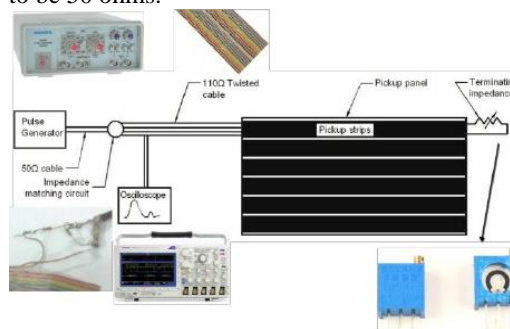 to be 50 ohms.
110Ω Twisted
cable
Pickup panel
Terminating
impedance
Pulse
Generator
Pickup strips
50Ω cable
Impedance
matching circuit
Oscilloscope